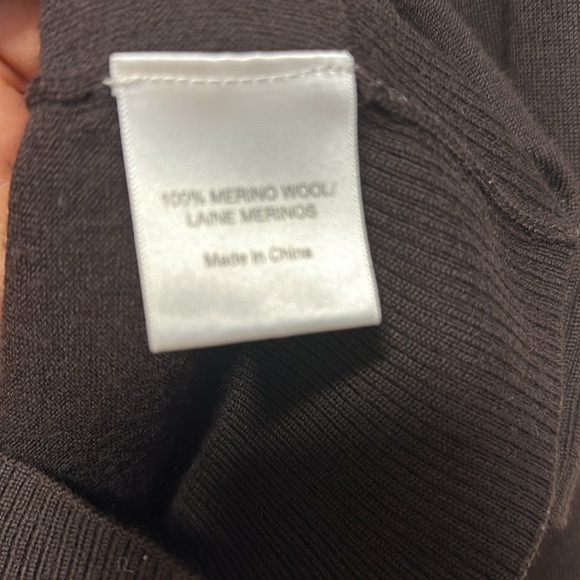 100% MERINO WOOL/
LAINE MERINOS
Made in China